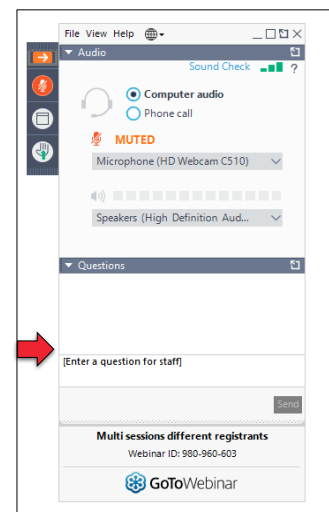 File View Help
Audio
Sound Check
?
Computer audio
Phone call
MUTED
Microphone (HD Webcam C510)
Speakers (High Definition Aud...
Questions
[Enter a question for staff]
Send
Multi sessions different registrants
Webinar ID: 980-960-603
GoToWebinar